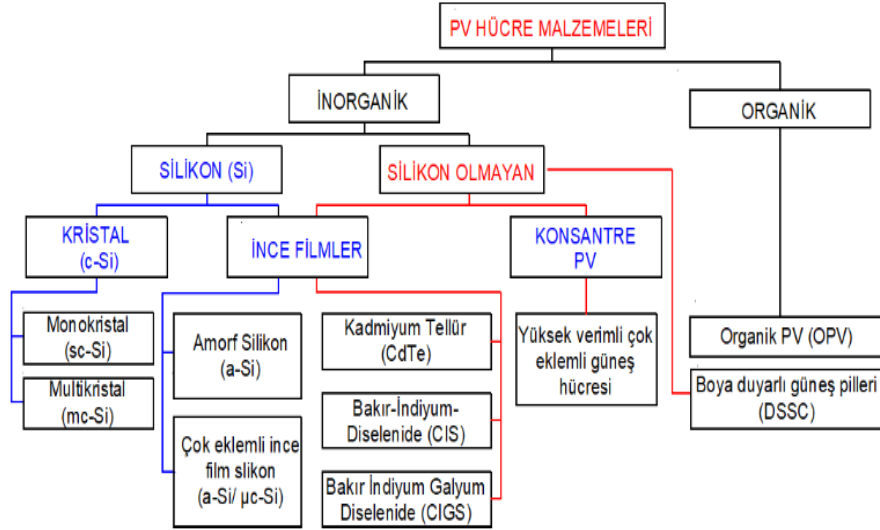 PV HÜCRE MALZEMELERİ
İNORGANİK
ORGANİK
SİLİKON (Si)
SİLİKON OLMAYAN
KRİSTAL
(c-Si)
İNCE FİLMLER
KONSANTRE
PV
Monokristal
(sc-Si)
Multikristal
(mc-Si)
Amorf Silikon
(a-Si)
Çok eklemli ince
film slikon
(a-Si/ µc-Si)
Kadmiyum Tellür
(CdTe)
Bakır-İndiyum-
Diselenide (CIS)
Bakır İndiyum Galyum
Diselenide (CIGS)
Yüksek verimli çok
eklemli güneş
hücresi
Organik PV (OPV)
Boya duyarlı güneş pilleri
(DSSC)